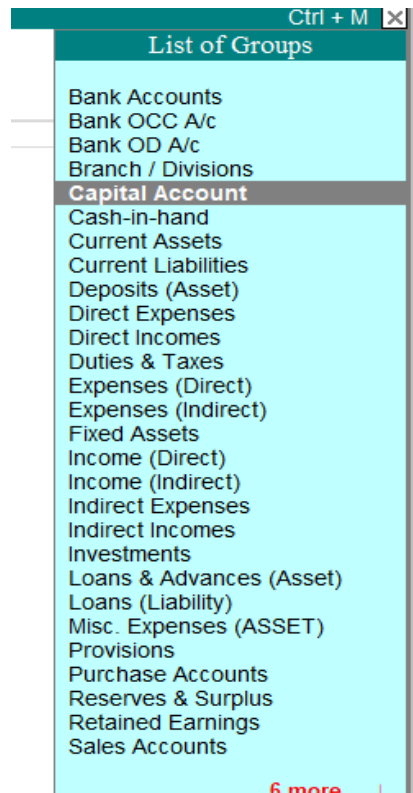 Ctrl + M
List of Groups
Bank Accounts
Bank OCC A/c
Bank OD A/c
Branch / Divisions
Capital Account
Cash-in-hand
Current Assets
Current Liabilities
Deposits (Asset)
Direct Expenses
Direct Incomes
Duties & Taxes
Expenses (Direct)
Expenses (Indirect)
Fixed Assets
Income (Direct)
Income (Indirect)
Indirect Expenses
Indirect Incomes
Investments
Loans & Advances (Asset)
Loans (Liability)
Misc. Expenses (ASSET)
Provisions
Purchase Accounts
Reserves & Surplus
Retained Earnings
Sales Accounts
6 more